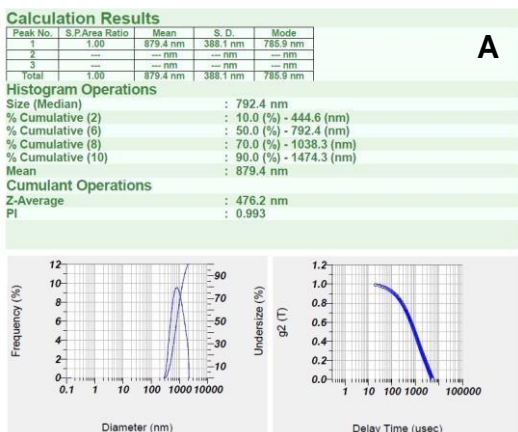 Calculation Results
Peak No. S.P.Area Ratio Mean S. D. Mode
1 1.00 879.4 nm 388.1 nm 785.9 nm
2 --- --- nm --- nm --- nm
3 --- --- nm --- nm --- nm
Total 1.00 879.4 nm 388.1 nm 785.9 nm
A
Histogram Operations
Size (Median) : 792.4 nm
% Cumulative (2) : 10.0 (%) - 444.6 (nm)
% Cumulative (6) : 50.0 (%) - 792.4 (nm)
% Cumulative (8) : 70.0 (%) - 1038.3 (nm)
% Cumulative (10) : 90.0 (%) - 1474.3 (nm)
Mean : 879.4 nm
Cumulant Operations
Z-Average : 476.2 nm
PI : 0.993
Frequency (%)
12
10
8
6
4
2
0
0.1 1 10 100 1000 10000
90
70
50
30
10
Undersize (%)
Diameter (nm)
g2 (T)
1.2
1.0
0.8
0.6
0.4
0.2
0.0
1 10 100 1000 100000
Delay Time (usec)